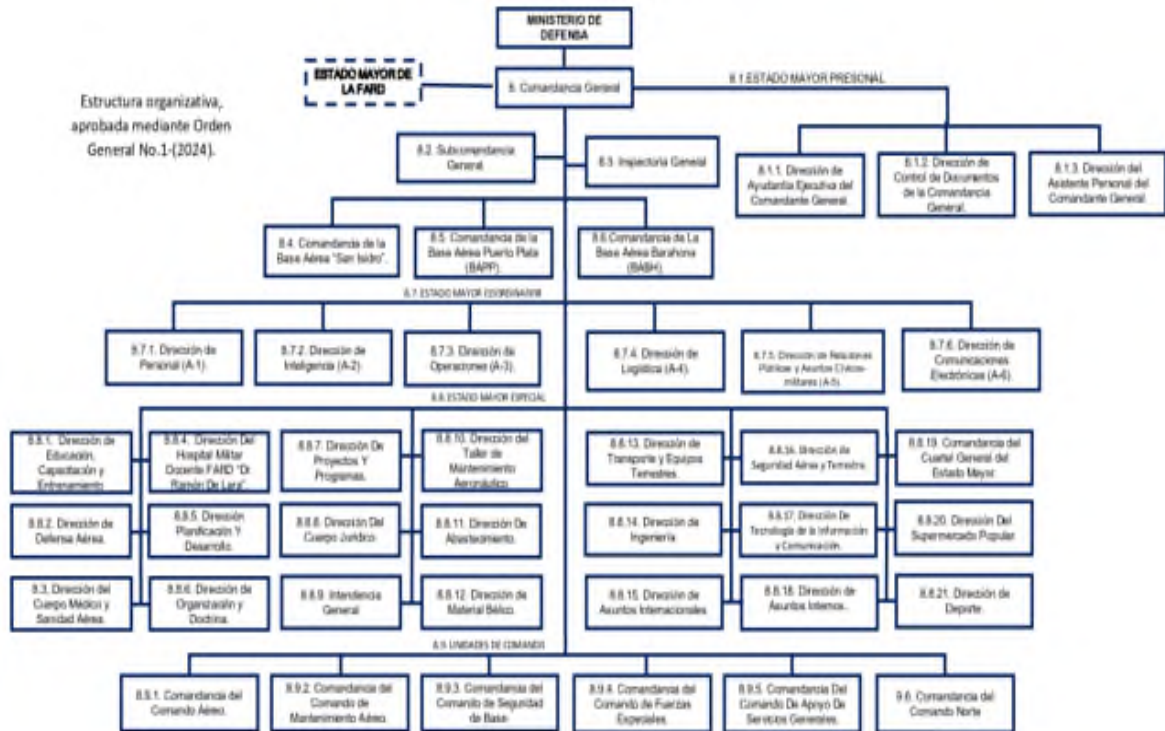 MINISTERIO DE
DEFENSA
ESTADO MAYOR DE
LA FARD
8. Comandancia General
8.1.ESTADO MAYOR PRESONAL
Estructura organizativa,
aprobada mediante Orden
General No.1-(2024).
8.2. Subcomandancia
General.
8.3. Inspectoría General
8.1.1. Dirección de
Ayudantía Ejecutiva del
Comandante General.
8.1.2. Dirección de
Control de Documentos
de la Comandancia
General.
8.1.3. Dirección del
Asistente Personal del
Comandante General.
8.4. Comandancia de la
Base Aérea "San Isidro".
8.5. Comandancia de la
Base Aérea Puerto Plata
(BAPP).
8.6 Comandancia de La
Base Aérea Barahona
(BABH).
8.7. ESTADO MAYOR COORDINADOR
8.7.1. Dirección de
Personal (A-1).
8.7.2. Dirección de
Inteligencia (A-2)
8.7.3. Dirección de
Operaciones (A-3).
8.7.4. Dirección de
Logística (A-4).
8.7.5. Dirección de Relaciones
Públicas y Asuntos Cívicos-
militares (A-5).
8.7.6. Dirección de
Comunicaciones
Electrónicas (A-6).
8.8. ESTADO MAYOR ESPECIAL
8.8.1. Dirección de
Educación,
Capacitación y
Entrenamiento
8.8.4. Dirección Del
Hospital Militar
Docente FARD "Dr.
Ramón De Lara".
8.8.7. Dirección De
Proyectos Y
Programas.
8.8.10. Dirección del
Taller de
Mantenimiento
Aeronáutico
8.8.13. Dirección de
Transporte y Equipos
Terrestres.
8.8.16. Dirección de
Seguridad Aérea y Terrestre.
8.8.19. Comandancia del
Cuartel General del
Estado Mayor.
8.8.2. Dirección de
Defensa Aérea.
8.8.5. Dirección
Planificación Y
Desarrollo.
8.8.8. Dirección Del
Cuerpo Jurídico
8.8.11. Dirección De
Abastecimiento.
8.8.14. Dirección de
Ingeniería
8.8.17. Dirección De
Tecnología de la Información
y Comunicación.
8.8.20. Dirección Del
Supermercado Popular.
8.3. Dirección del
Cuerpo Médico y
Sanidad Aérea.
8.8.6. Dirección de
Organización y
Doctrina.
8.8.9. Intendencia
General
8.8.12. Dirección de
Material Bélico.
8.8.15. Dirección de
Asuntos Internacionales.
8.8.18. Dirección de
Asuntos Internos.
8.8.21. Dirección de
Deporte.
8.9. UNIDADES DE COMANDO
8.9.1. Comandancia del
Comando Aéreo.
8.9.2. Comandancia del
Comando de
Mantenimiento Aéreo.
8.9.3. Comandancia del
Comando de Seguridad
de Base
8.9.4. Comandancia del
Comando de Fuerzas
Especiales.
8.9.5. Comandancia Del
Comando De Apoyo De
Servicios Generales.
9.6. Comandancia del
Comando Norte